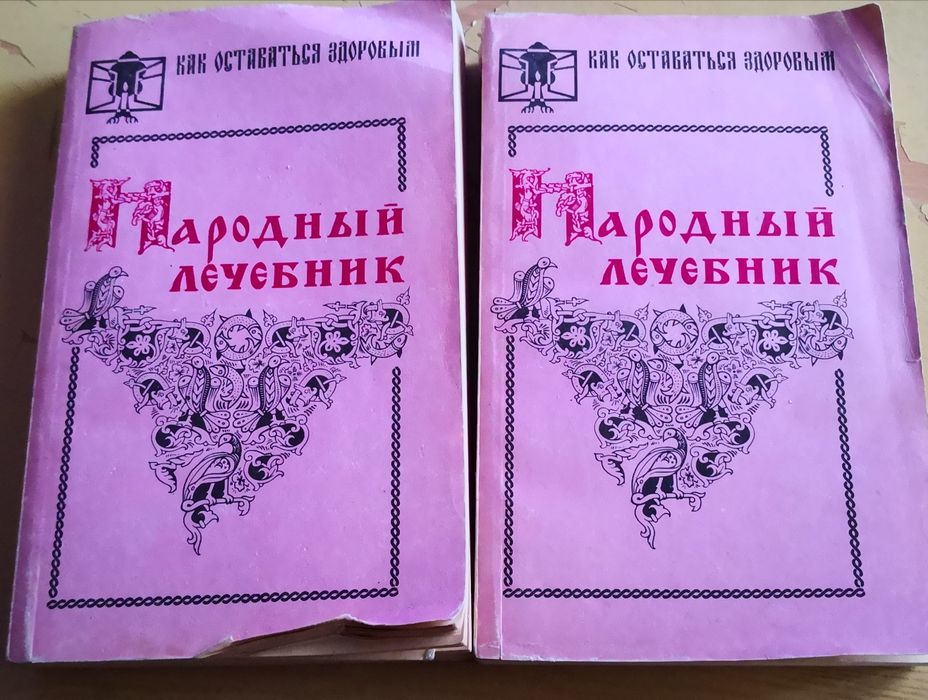 Как оставаться здоровым
Народный
лечебник
Как оставаться здоровым
Народный
лечебник